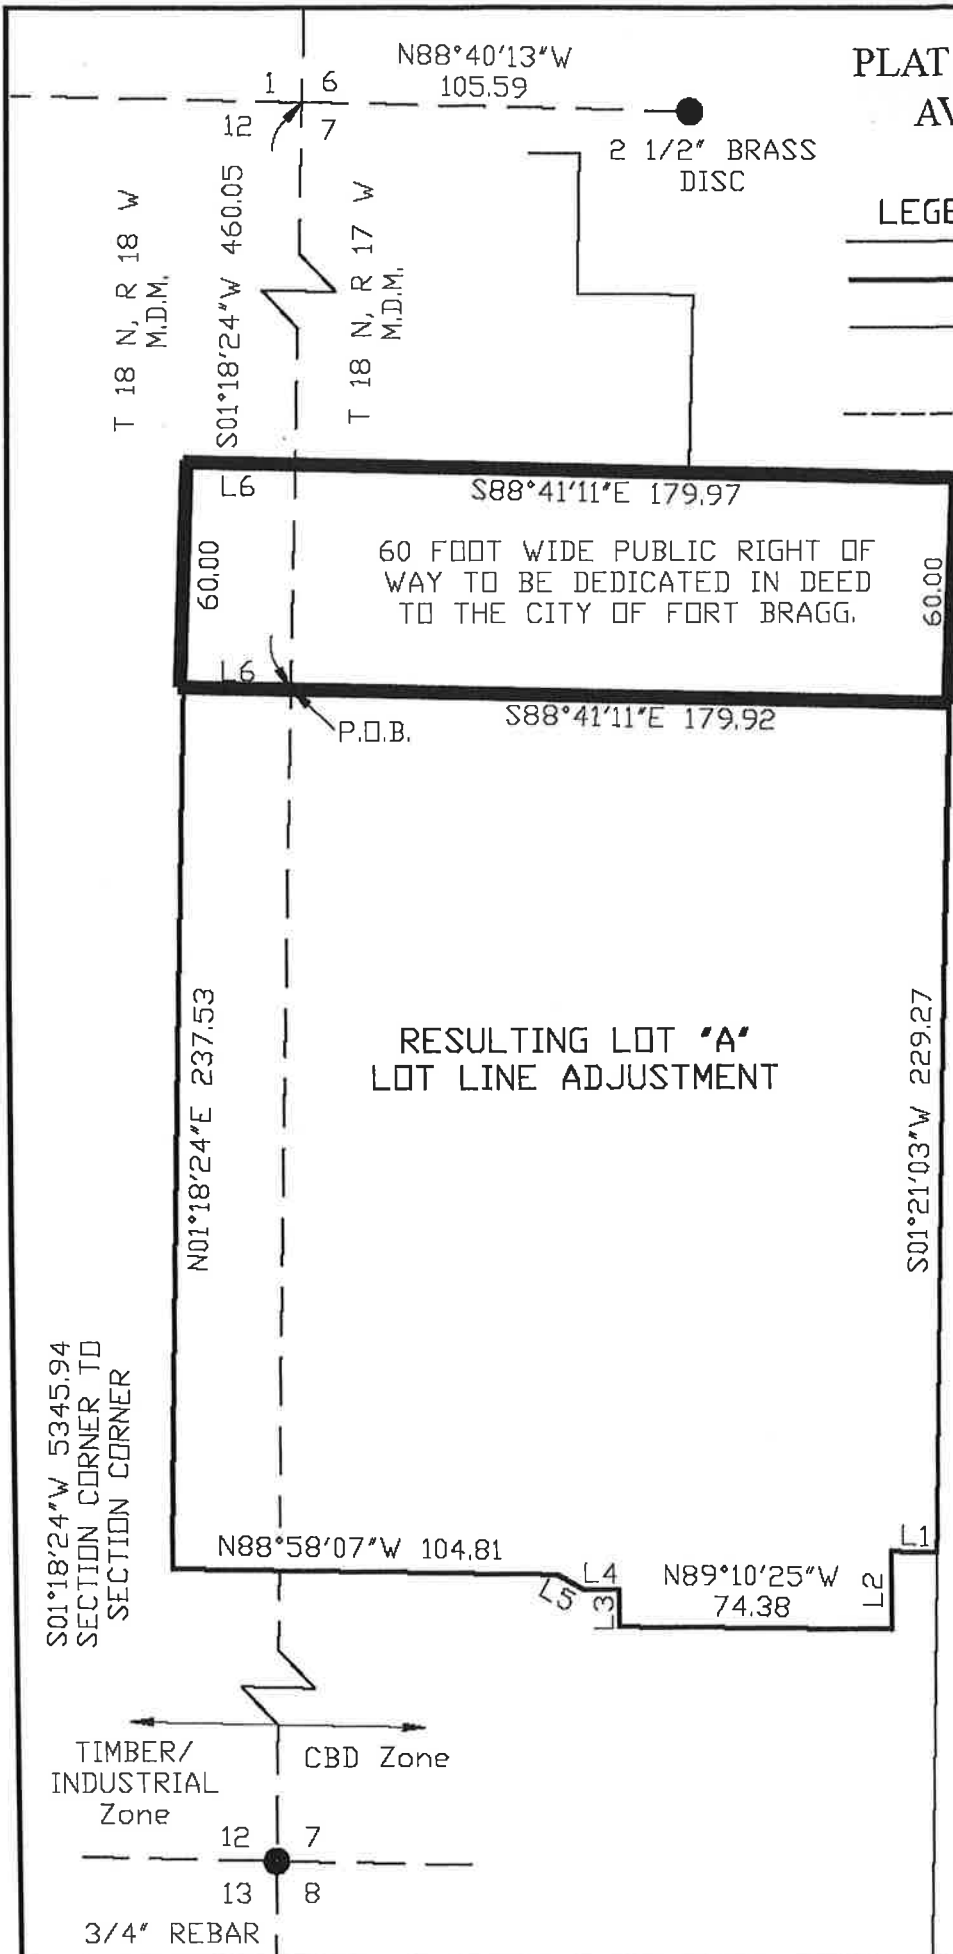 N88°40'13"W
105.59
PLAT
1 6
12 7
2 1/2" BRASS
DISC
LEGE
T 18 N, R 18 W
M.D.M.
S01°18'24"W 460.05
T 18 N, R 17 W
M.D.M.
L6
S88°41'11"E 179.97
60.00
60 FOOT WIDE PUBLIC RIGHT OF
WAY TO BE DEDICATED IN DEED
TO THE CITY OF FORT BRAGG.
60.00
L6
P.O.B.
S88°41'11"E 179.92
N01°18'24"E 237.53
RESULTING LOT "A"
LOT LINE ADJUSTMENT
S01°21'03"W 229.27
S01°18'24"W 5345.94
SECTION CORNER TO
SECTION CORNER
N88°58'07"W 104.81
L5
L4
L3
N89°10'25"W
74.38
L2
L1
TIMBER/
INDUSTRIAL
Zone
CBD Zone
12 7
13 8
3/4" REBAR